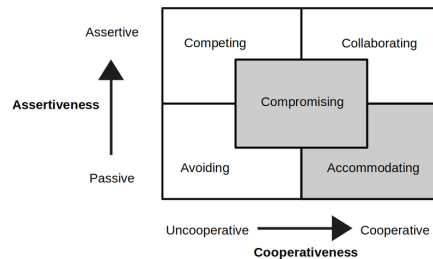 Assertive
Competing
Collaborating
Assertiveness
Compromising
Avoiding
Accommodating
Passive
Uncooperative
Cooperative
Cooperativeness